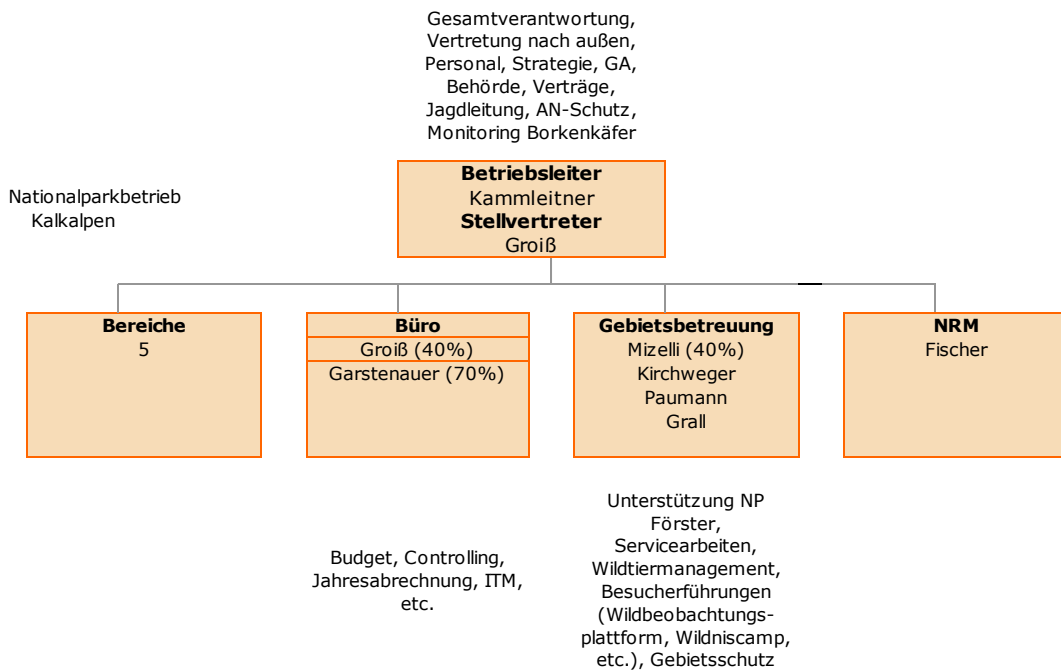 Gesamtverantwortung,
Vertretung nach außen,
Personal, Strategie, GA,
Behörde, Verträge,
Jagdleitung, AN-Schutz,
Monitoring Borkenkäfer
Nationalparkbetrieb
Kalkalpen
Betriebsleiter
Kammleitner
Stellvertreter
Groiß
Bereiche
5
Büro
Groiß (40%)
Garstenauer (70%)
Gebietsbetreuung
Mizelli (40%)
Kirchweger
Paumann
Grall
NRM
Fischer
Budget, Controlling,
Jahresabrechnung, ITM,
etc.
Unterstützung NP
Förster,
Servicearbeiten,
Wildtiermanagement,
Besucherführungen
(Wildbeobachtungs-
plattform, Wildniscamp,
etc.), Gebietsschutz